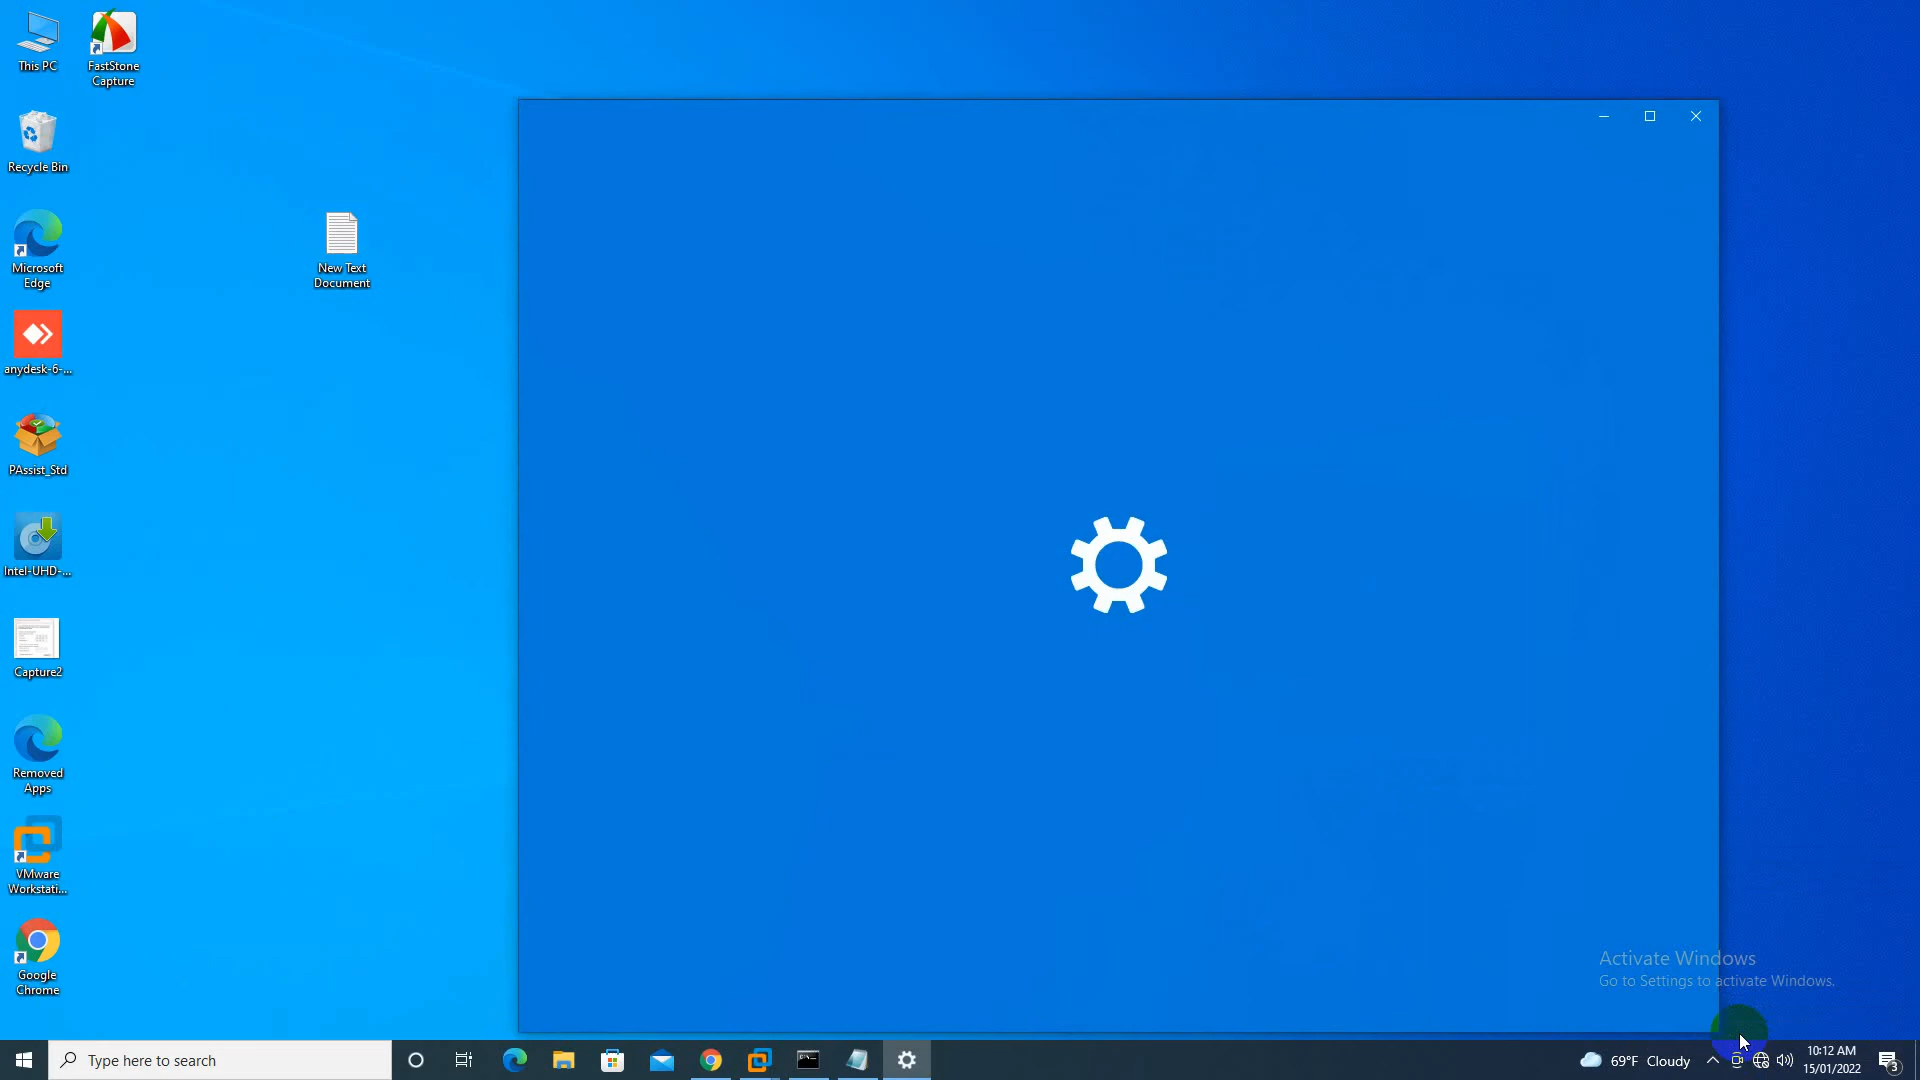 This PC
FastStone
Capture
Recycle Bin
Microsoft
Edge
New Text
Document
anydesk-6-...
PAssist_Std
Intel-UHD-...
Capture2
Removed
Apps
VMware
Workstati...
Google
Chrome
Activate Windows
Go to Settings to activate Windows.
Type here to search
69°F Cloudy
10:12 AM
15/01/2022
3